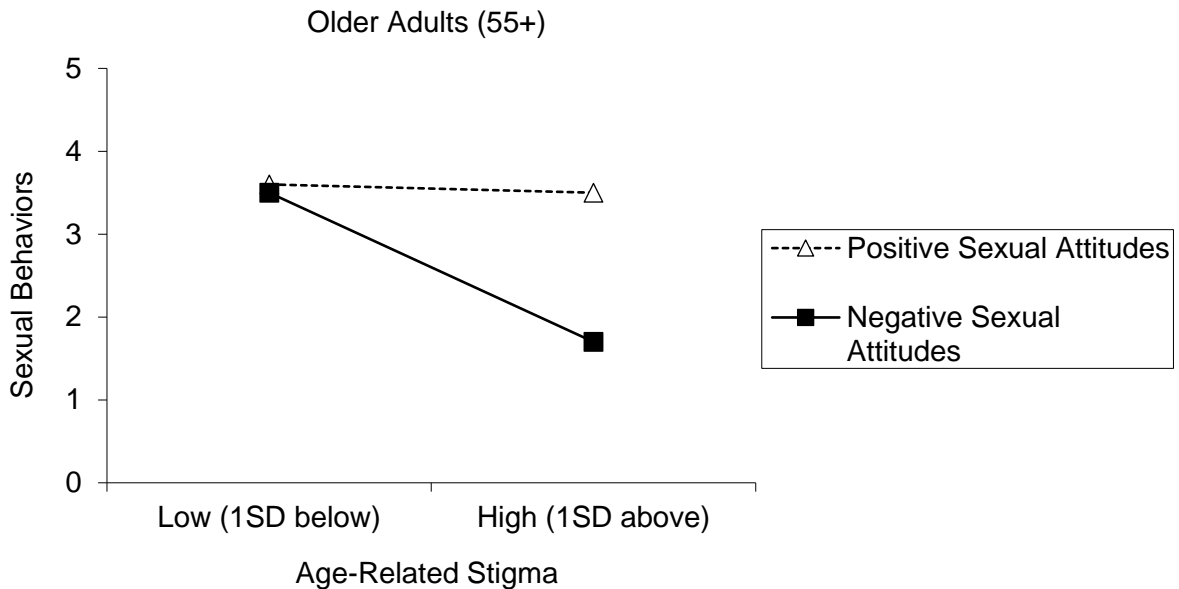 Older Adults (55+)
5
4
3
2
1
0
Sexual Behaviors
Low (1SD below)
High (1SD above)
Age-Related Stigma
Positive Sexual Attitudes
Negative Sexual
Attitudes